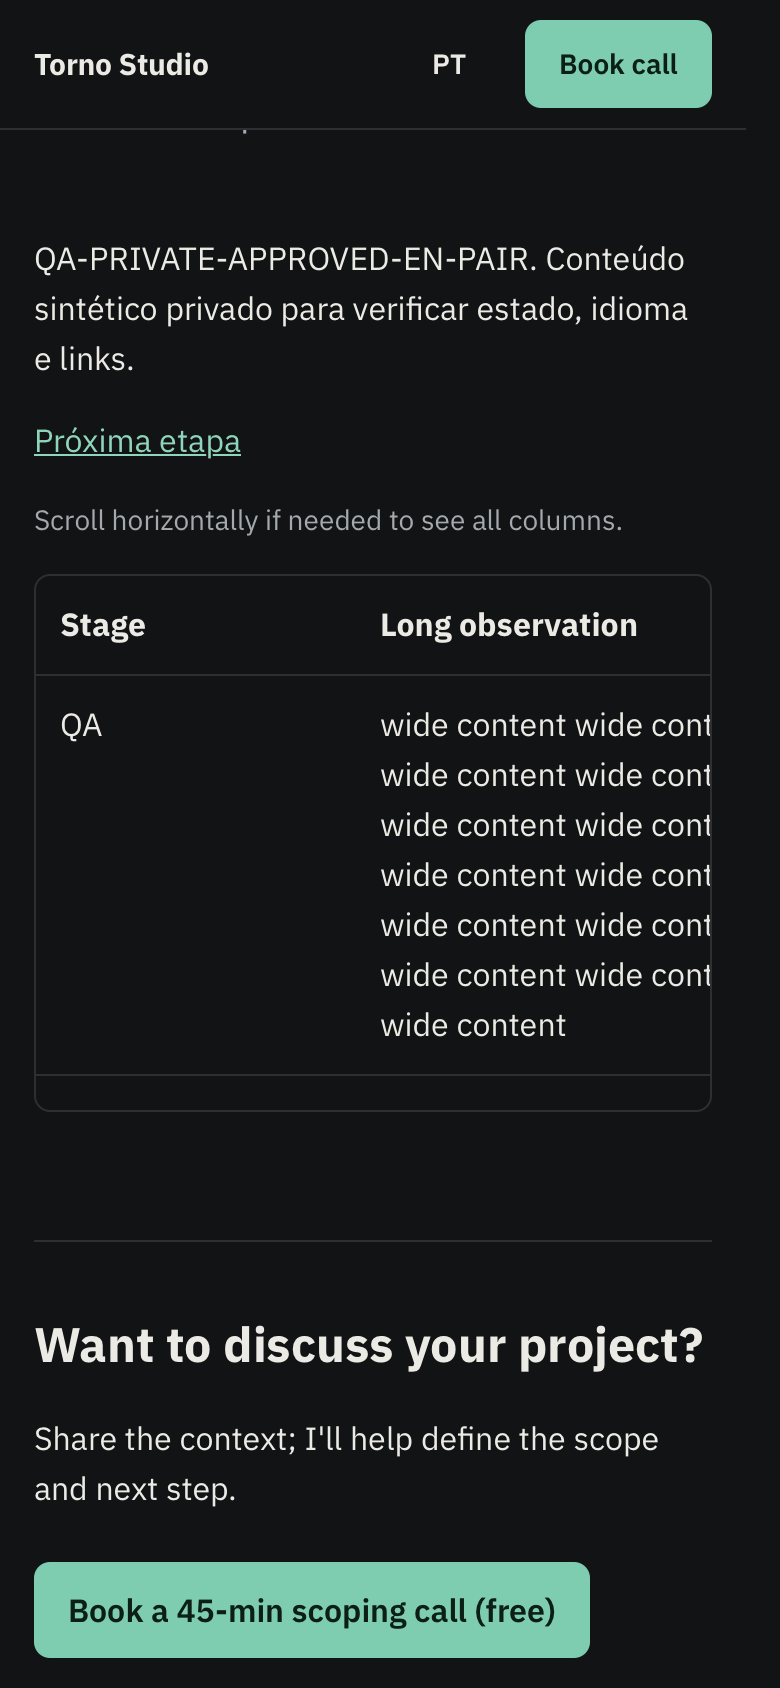 Torno Studio
PT
Book call
QA-PRIVATE-APPROVED-EN-PAIR. Conteúdo
sintético privado para verificar estado, idioma
e links.
Próxima etapa
Scroll horizontally if needed to see all columns.
Stage
Long observation
QA
wide content wide cont
wide content wide cont
wide content wide cont
wide content wide cont
wide content wide cont
wide content wide cont
wide content
Want to discuss your project?
Share the context; I'll help define the scope
and next step.
Book a 45-min scoping call (free)